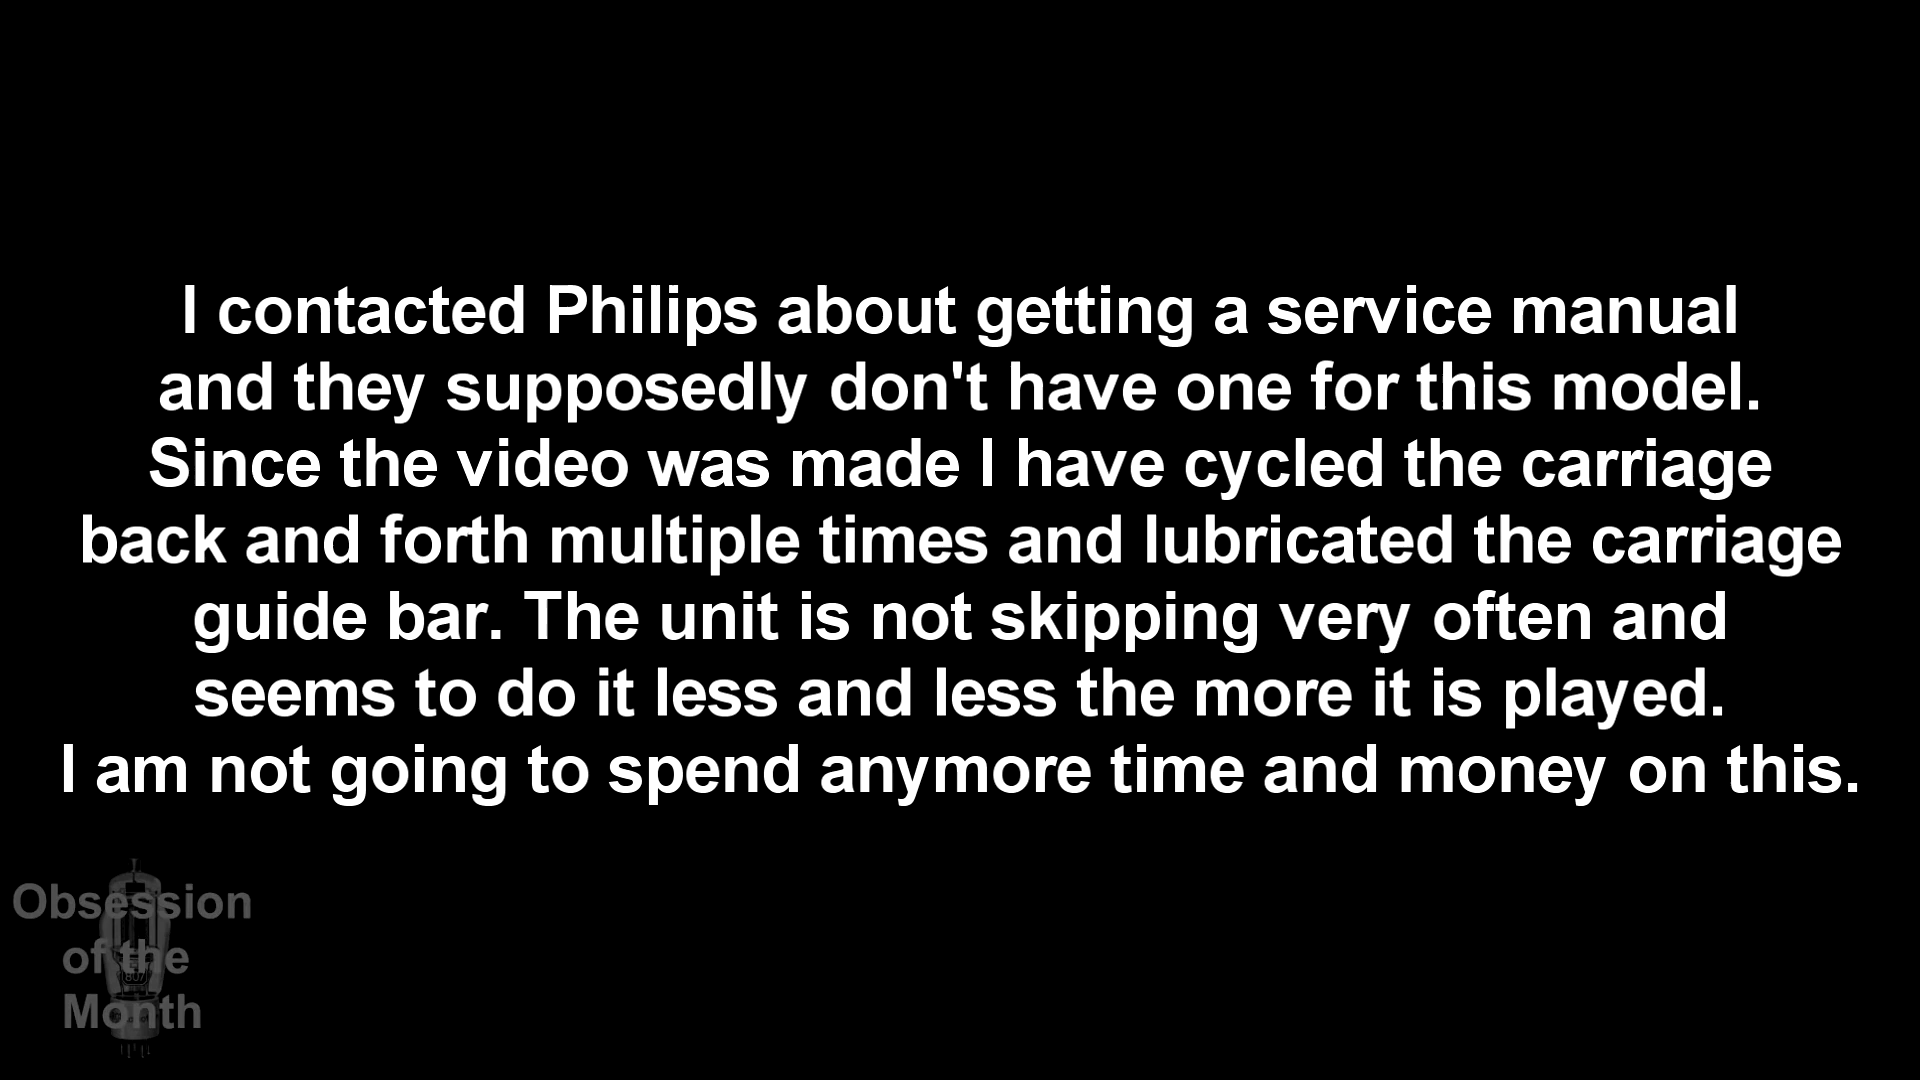 I contacted Philips about getting a service manual
and they supposedly don't have one for this model.
Since the video was made I have cycled the carriage
back and forth multiple times and lubricated the carriage
guide bar. The unit is not skipping very often and
seems to do it less and less the more it is played.
I am not going to spend anymore time and money on this.
Obsession
of the
Month
807